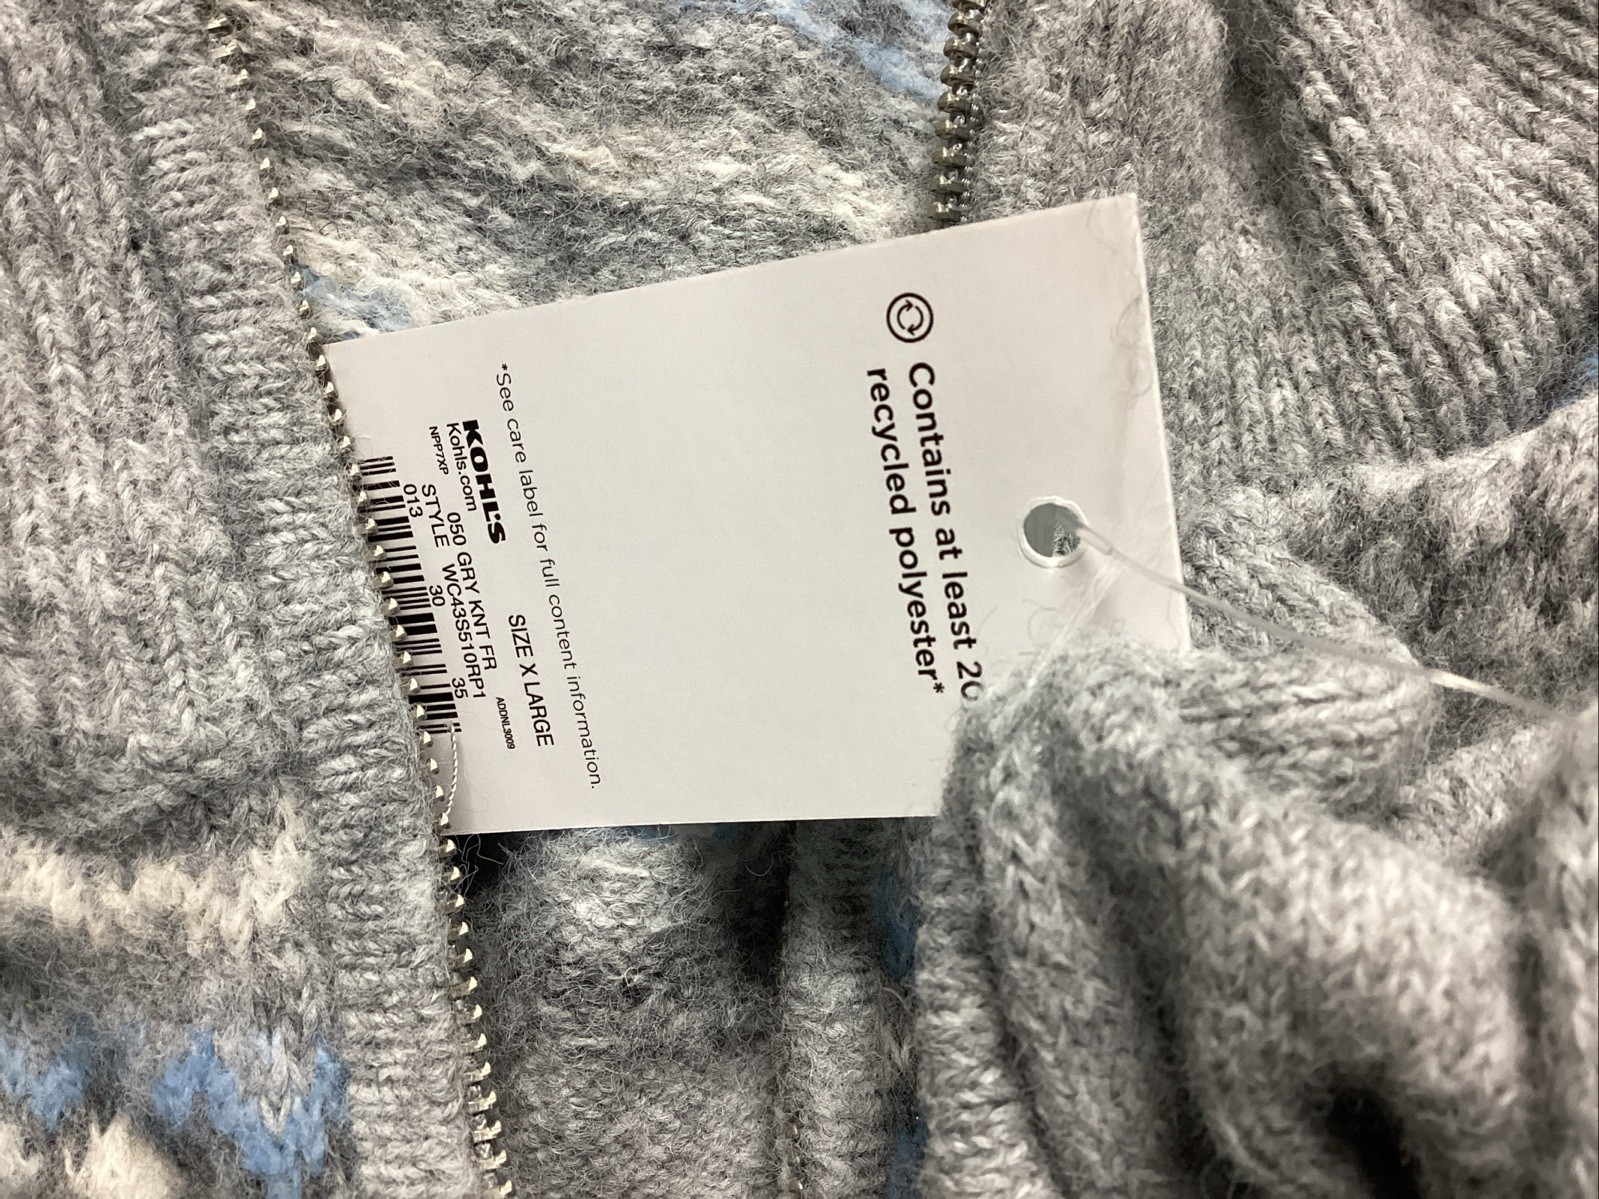 Contains at least 20
recycled polyester*
*See care label for full content information.
SIZE X LARGE
KOHL'S
Kohls.com
NPP7XP
ADDNL3009
050 GRY KNT FR
STYLE WC43S510RP1
013 30 35